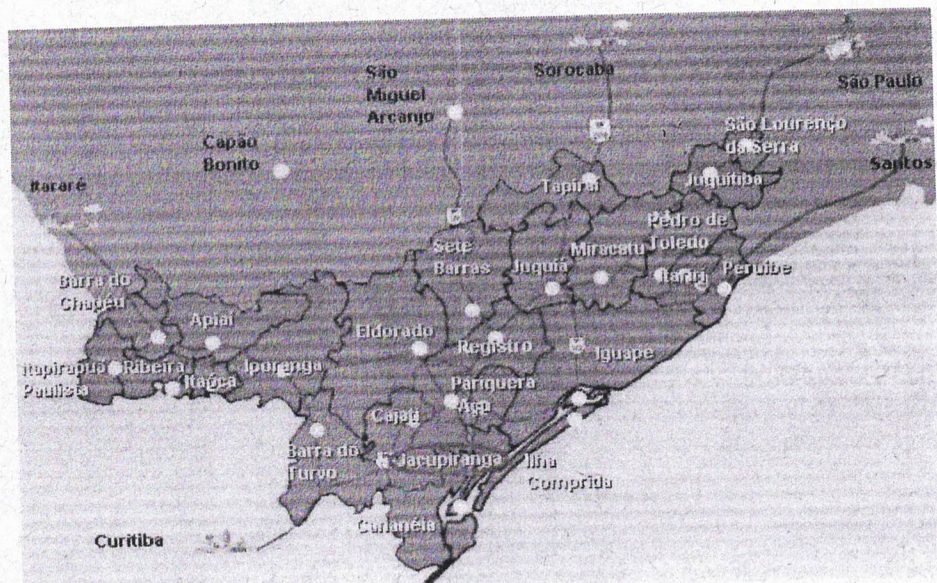 São
Miguel
Arcanjo
Sorocaba
São Paulo
Capão
Bonito
São Lourenço
da Serra
Santos
Itararé
Tapiraí
Juquitiba
Pedro de
Toledo
Sete
Barras
Juquiá
Miracatu
Itariri
Peruíbe
Barra do
Chapéu
Apiaí
Eldorado
Registro
Iguape
Itapirapuã
Paulista
Ribeira
Itaóca
Iporanga
Pariquera
Açu
Cajati
Barra do
Turvo
Jacupiranga
Ilha
Comprida
Cananéia
Curitiba